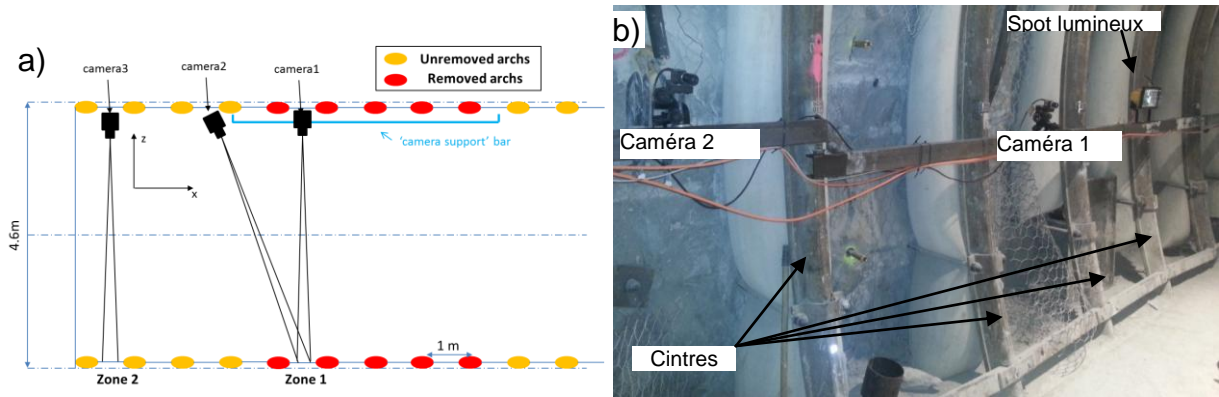 a)
Unremoved archs
Removed archs
camera3
camera2
camera1
'camera support' bar
z
x
4.6m
1 m
Zone 2
Zone 1
b)
Spot lumineux
Caméra 2
Caméra 1
Cintres